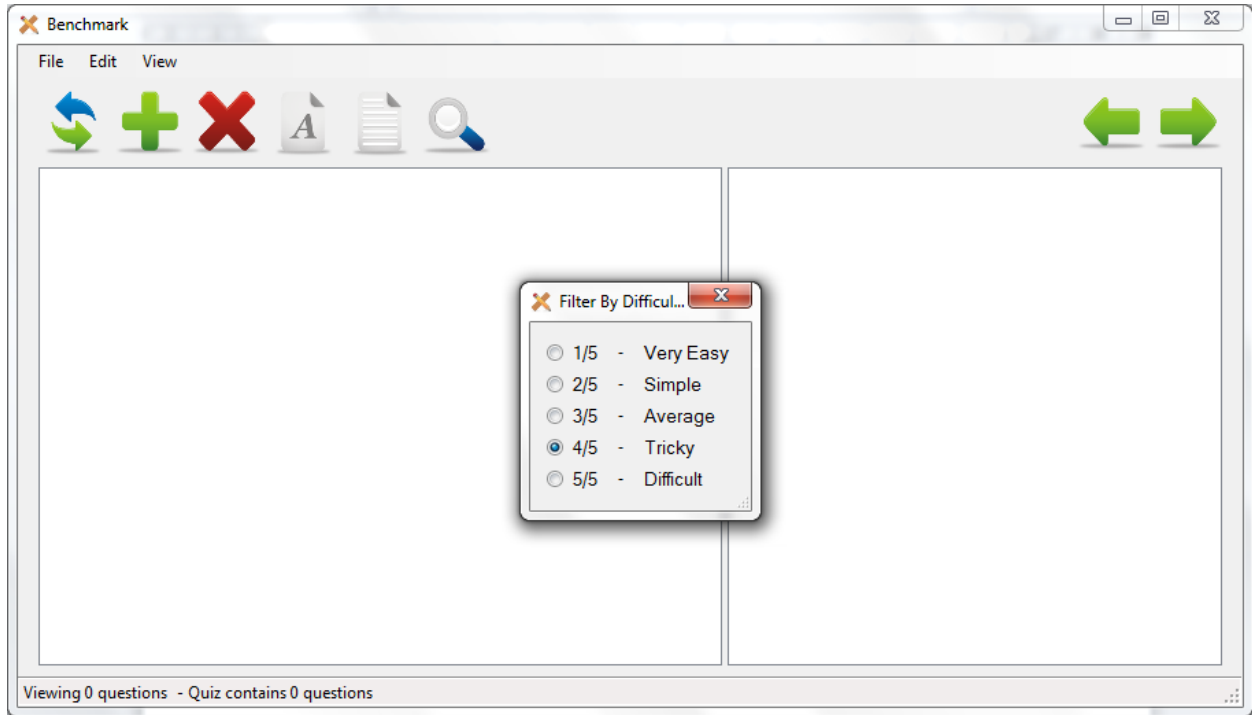 Benchmark
File Edit View
A
Filter By Difficul...
1/5 - Very Easy
2/5 - Simple
3/5 - Average
4/5 - Tricky
5/5 - Difficult
Viewing 0 questions - Quiz contains 0 questions